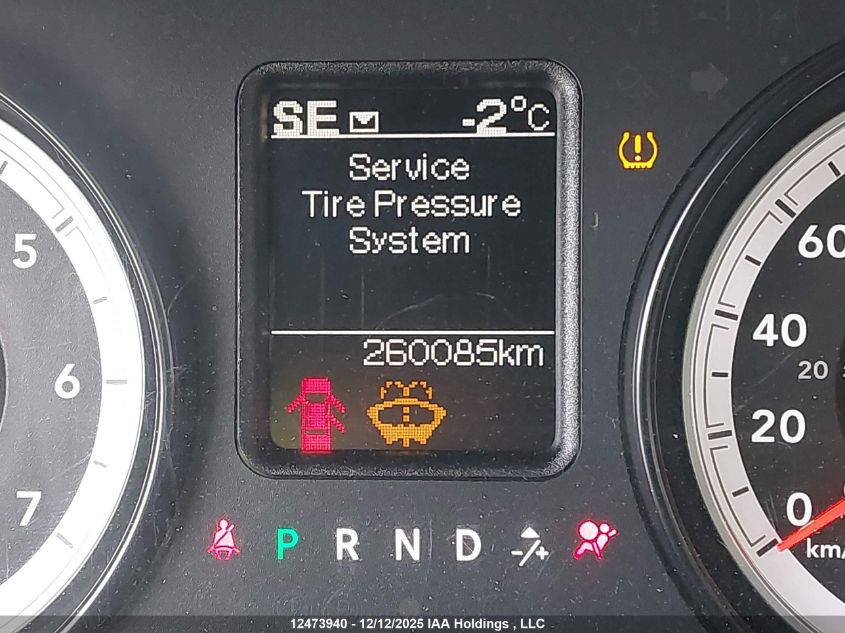 SE -2°C
Service
Tire Pressure
System
260085km
5
6
7
60
40
20
20
0
km/
P R N D -/+
12473940 - 12/12/2025 IAA Holdings , LLC